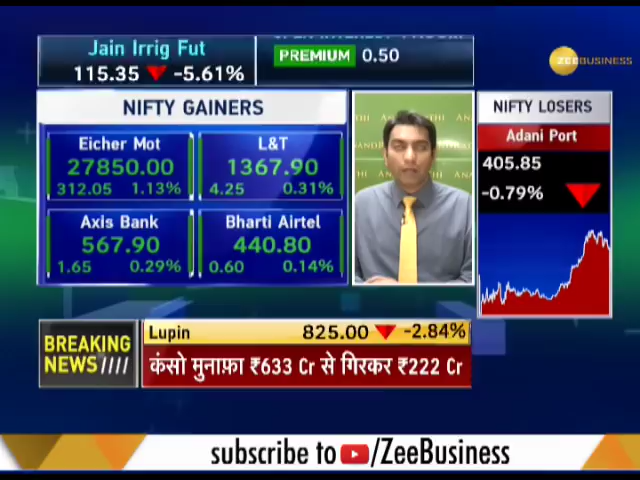 Jain Irrig Fut
115.35 -5.61%
PREMIUM 0.50
ZEEBUSINESS
NIFTY GAINERS
Eicher Mot
27850.00
312.05 1.13%
L&T
1367.90
4.25 0.31%
Axis Bank
567.90
1.65 0.29%
Bharti Airtel
440.80
0.60 0.14%
NIFTY LOSERS
Adani Port
405.85
-0.79%
BREAKING
NEWS////
Lupin 825.00 -2.84%
कंसो मुनाफ़ा ₹633 Cr से गिरकर ₹222 Cr
subscribe to /ZeeBusiness